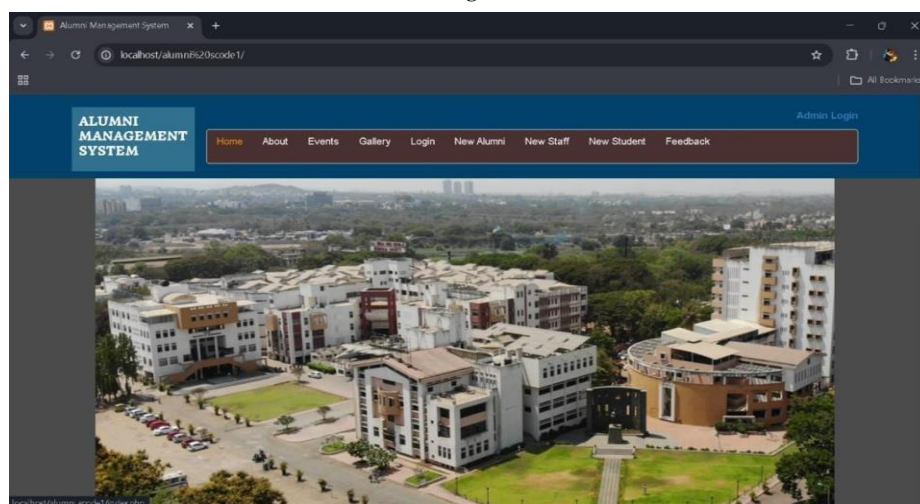 Alumni Management System
localhost/alumni%20scode1/
All Bookmarks
Admin Login
ALUMNI
MANAGEMENT
SYSTEM
Home About Events Gallery Login New Alumni New Staff New Student Feedback